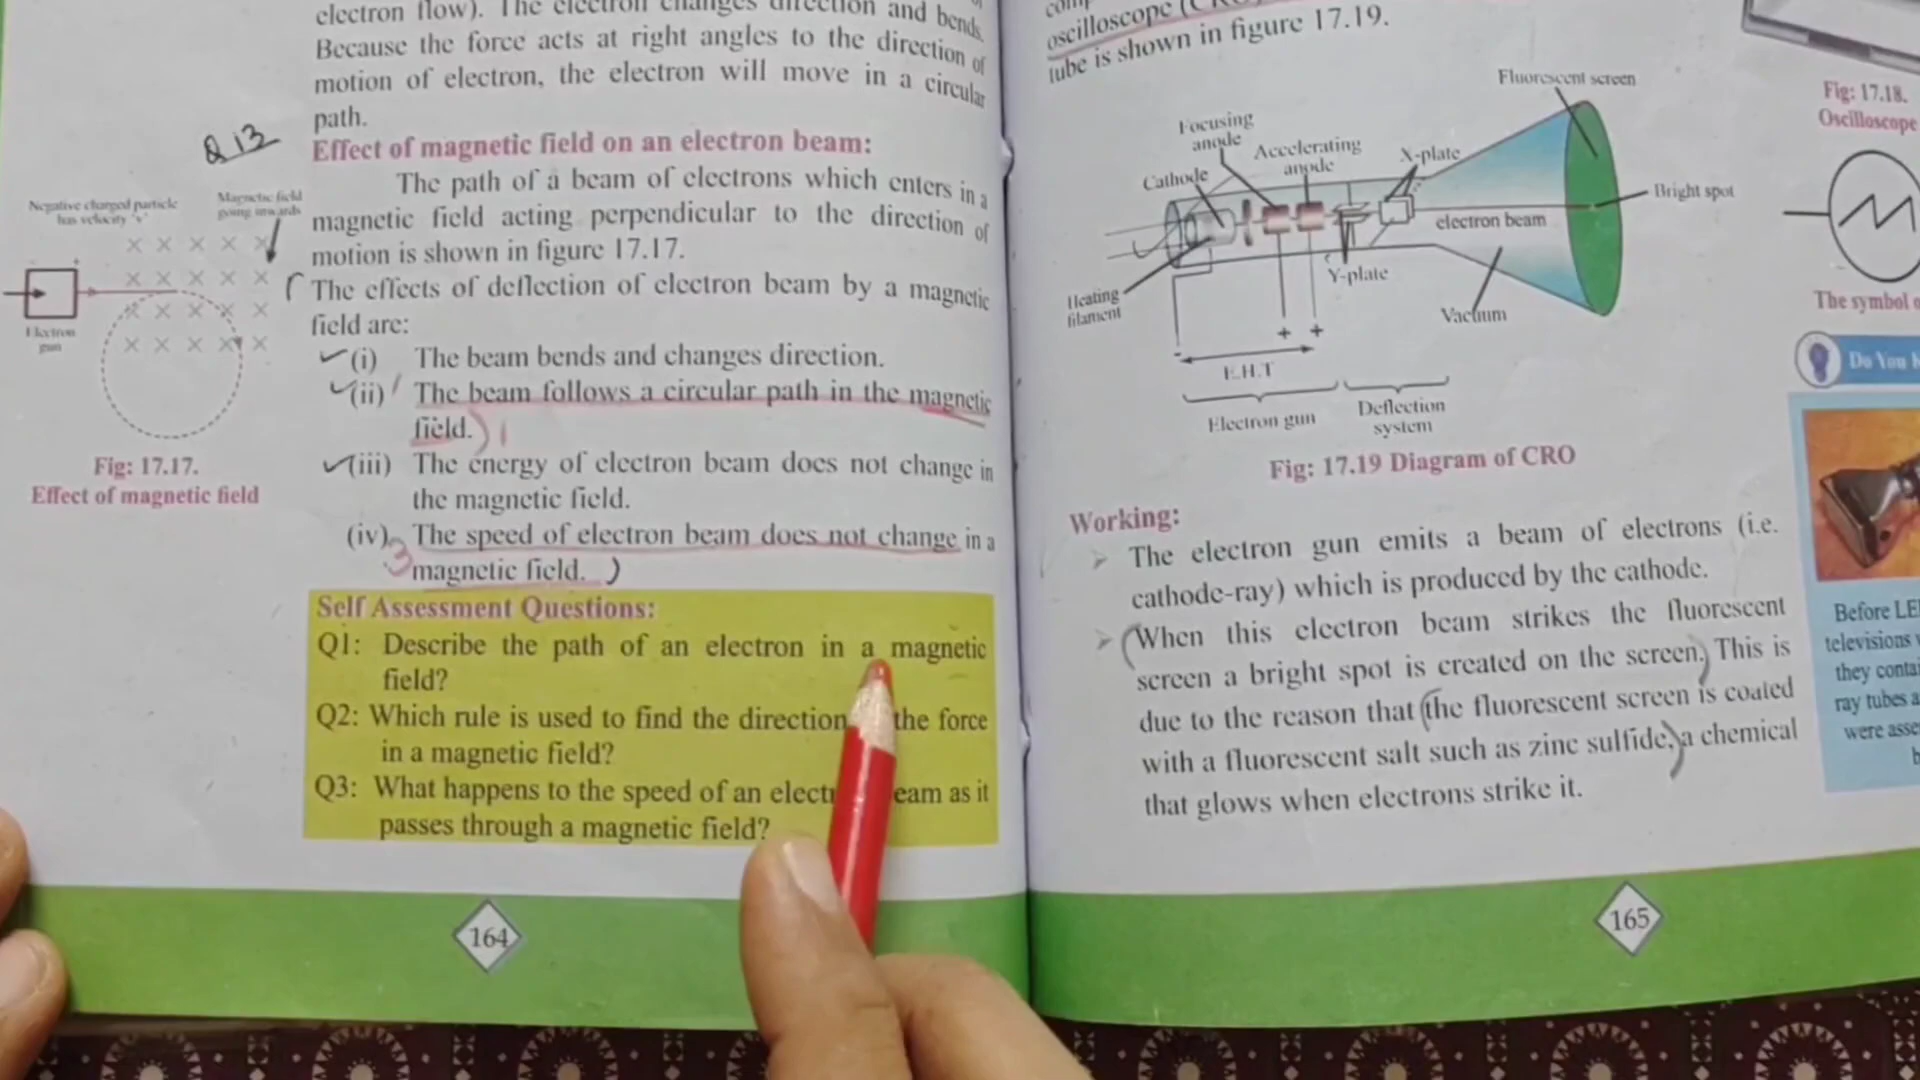 electron flow). The electron changes direction and bends.
Because the force acts at right angles to the direction of
motion of electron, the electron will move in a circular
path.
Q 13
Effect of magnetic field on an electron beam:
The path of a beam of electrons which enters in a
magnetic field acting perpendicular to the direction of
motion is shown in figure 17.17.
The effects of deflection of electron beam by a magnetic
field are:
(i) The beam bends and changes direction.
(ii) The beam follows a circular path in the magnetic
field.
(iii) The energy of electron beam does not change in
the magnetic field.
(iv) The speed of electron beam does not change in a
magnetic field.
Negative charged particle
has velocity 'v'
Magnetic field
going inwards
Electron
gun
Fig: 17.17.
Effect of magnetic field
Self Assessment Questions:
Q1: Describe the path of an electron in a magnetic
field?
Q2: Which rule is used to find the direction the force
in a magnetic field?
Q3: What happens to the speed of an as it
passes through a magnetic field?
164
oscilloscope
tube is shown in figure 17.19.
Fluorescent screen
Focusing
anode
Accelerating
anode
X-plate
Cathode
Bright spot
electron beam
Y-plate
Heating
filament
Vacuum
- + +
E.H.T
Electron gun
Deflection
system
Fig: 17.19 Diagram of CRO
Working:
➢ The electron gun emits a beam of electrons (i.e.
cathode-ray) which is produced by the cathode.
➢ When this electron beam strikes the fluorescent
screen a bright spot is created on the screen. This is
due to the reason that the fluorescent screen is coated
with a fluorescent salt such as zinc sulfide, a chemical
that glows when electrons strike it.
Fig: 17.18.
Oscilloscope
The symbol
Do You
Before
televisions
they
ray tubes
were
165